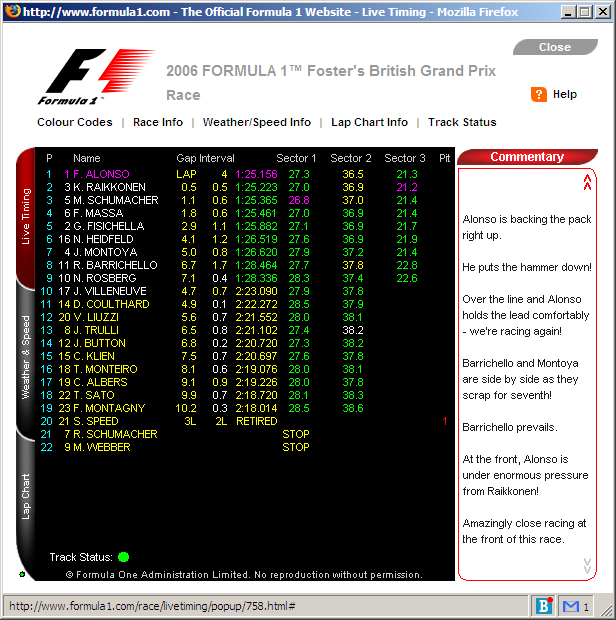 http://www.formula1.com - The Official Formula 1 Website - Live Timing - Mozilla Firefox
Close
F1
Formula 1™
2006 FORMULA 1™ Foster's British Grand Prix
Race
? Help
Colour Codes | Race Info | Weather/Speed Info | Lap Chart Info | Track Status
Live Timing
Weather & Speed
Lap Chart
P Name Gap Interval Sector 1 Sector 2 Sector 3 Pit
1 1 F. ALONSO LAP 4 1:25.156 27.3 36.5 21.3
2 3 K. RAIKKONEN 0.5 0.5 1:25.223 27.0 36.9 21.2
3 5 M. SCHUMACHER 1.1 0.6 1:25.365 26.8 37.0 21.4
4 6 F. MASSA 1.8 0.6 1:25.461 27.0 36.9 21.4
5 2 G. FISICHELLA 2.9 1.1 1:25.882 27.1 36.9 21.7
6 16 N. HEIDFELD 4.1 1.2 1:26.519 27.6 36.9 21.9
7 4 J. MONTOYA 5.0 0.8 1:26.620 27.9 37.2 21.4
8 11 R. BARRICHELLO 6.7 1.7 1:28.464 27.7 37.8 22.8
9 10 N. ROSBERG 7.1 0.4 1:28.336 28.3 37.4 22.6
10 17 J. VILLENEUVE 4.7 0.7 2:23.090 27.9 37.8
11 14 D. COULTHARD 4.9 0.1 2:22.272 28.5 37.9
12 20 V. LIUZZI 5.6 0.7 2:21.552 28.0 38.1
13 8 J. TRULLI 6.5 0.8 2:21.102 27.4 38.2
14 12 J. BUTTON 6.8 0.2 2:20.720 27.3 38.2
15 15 C. KLIEN 7.5 0.7 2:20.697 27.6 37.8
16 18 T. MONTEIRO 8.1 0.6 2:19.076 28.0 38.1
17 19 C. ALBERS 9.1 0.9 2:19.226 28.0 37.8
18 22 T. SATO 9.9 0.7 2:18.720 28.1 38.3
19 23 F. MONTAGNY 10.2 0.3 2:18.014 28.5 38.6
20 21 S. SPEED 3L 2L RETIRED 1
21 7 R. SCHUMACHER STOP
22 9 M. WEBBER STOP
Track Status:
© Formula One Administration Limited. No reproduction without permission.
Commentary
Alonso is backing the pack
right up.
He puts the hammer down!
Over the line and Alonso
holds the lead comfortably
- we're racing again!
Barrichello and Montoya
are side by side as they
scrap for seventh!
Barrichello prevails.
At the front, Alonso is
under enormous pressure
from Raikkonen!
Amazingly close racing at
the front of this race.
http://www.formula1.com/race/livetiming/popup/758.html#
B
M 1